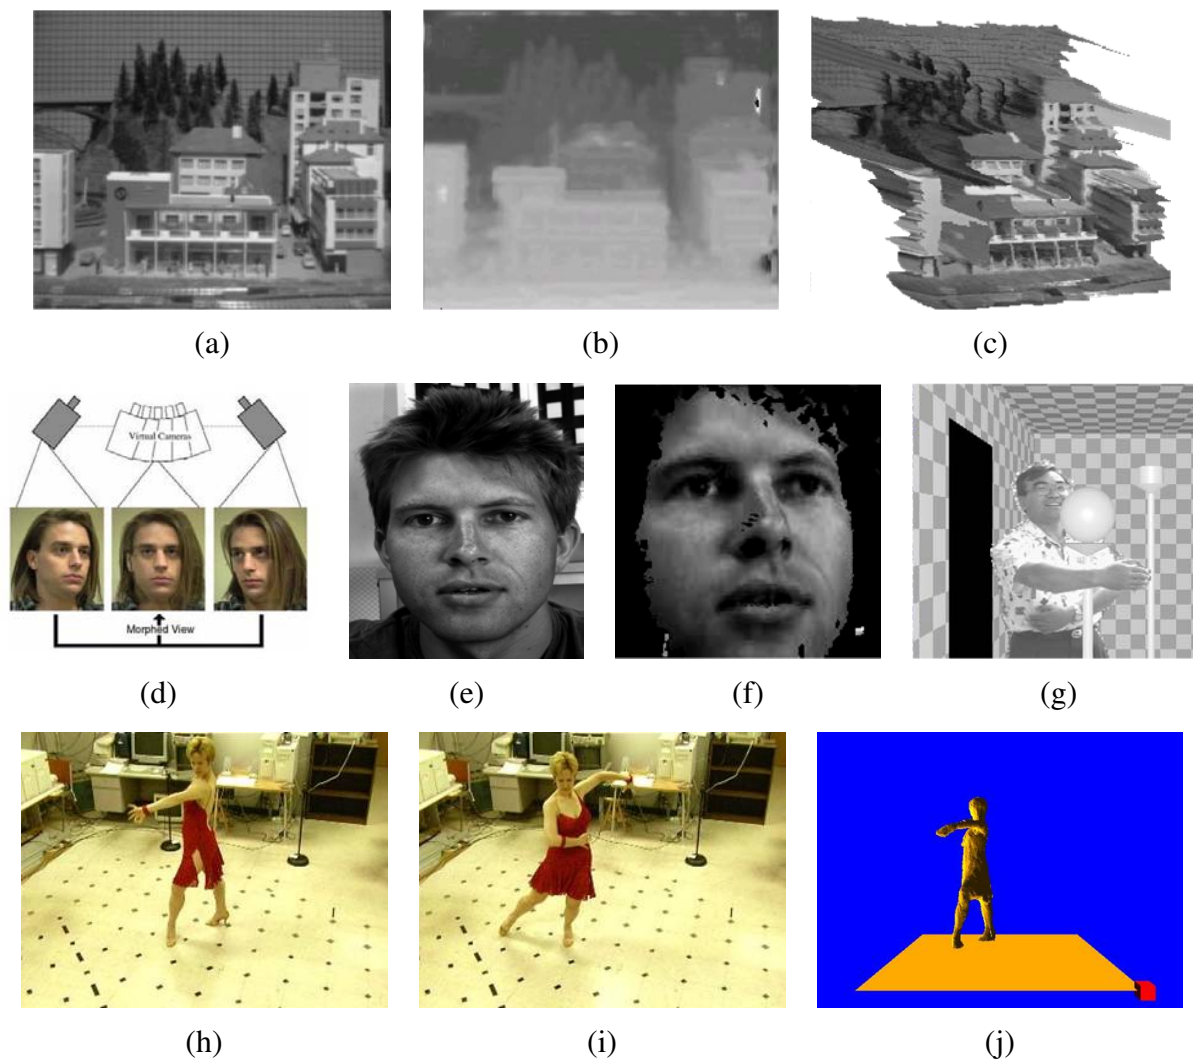 (a)
(b)
(c)
Virtual Cameras
Morphed View
(d)
(e)
(f)
(g)
(h)
(i)
(j)